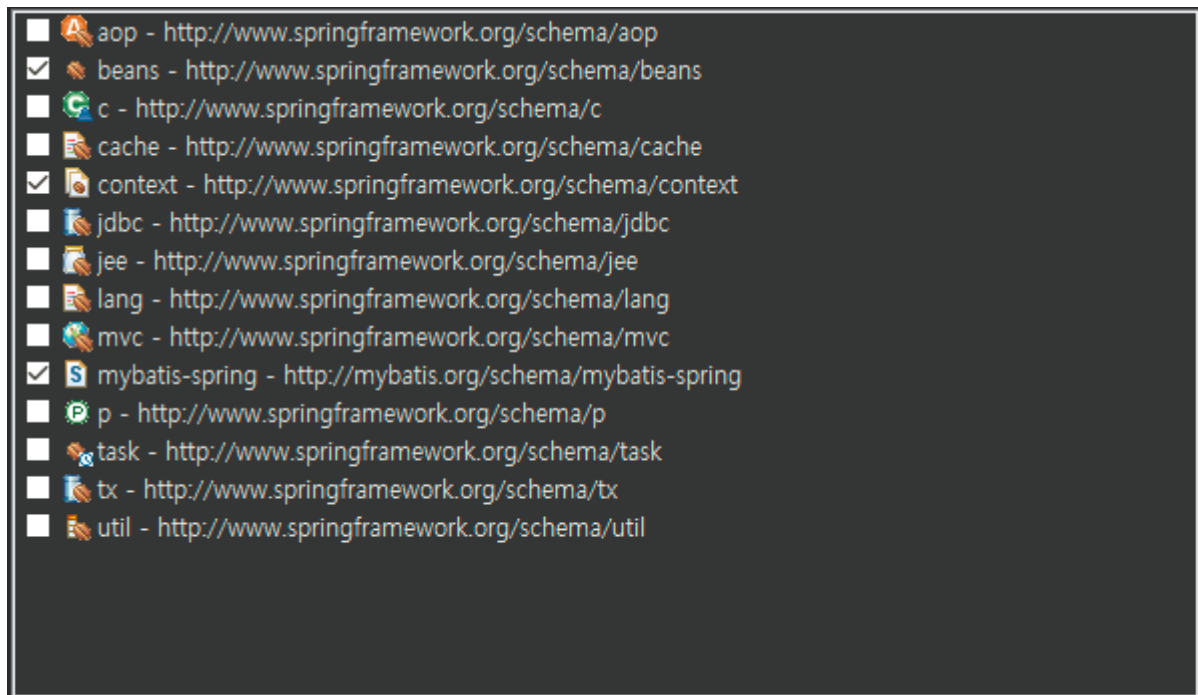 aop - http://www.springframework.org/schema/aop
beans - http://www.springframework.org/schema/beans
c - http://www.springframework.org/schema/c
cache - http://www.springframework.org/schema/cache
context - http://www.springframework.org/schema/context
jdbc - http://www.springframework.org/schema/jdbc
jee - http://www.springframework.org/schema/jee
lang - http://www.springframework.org/schema/lang
mvc - http://www.springframework.org/schema/mvc
mybatis-spring - http://mybatis.org/schema/mybatis-spring
p - http://www.springframework.org/schema/p
task - http://www.springframework.org/schema/task
tx - http://www.springframework.org/schema/tx
util - http://www.springframework.org/schema/util